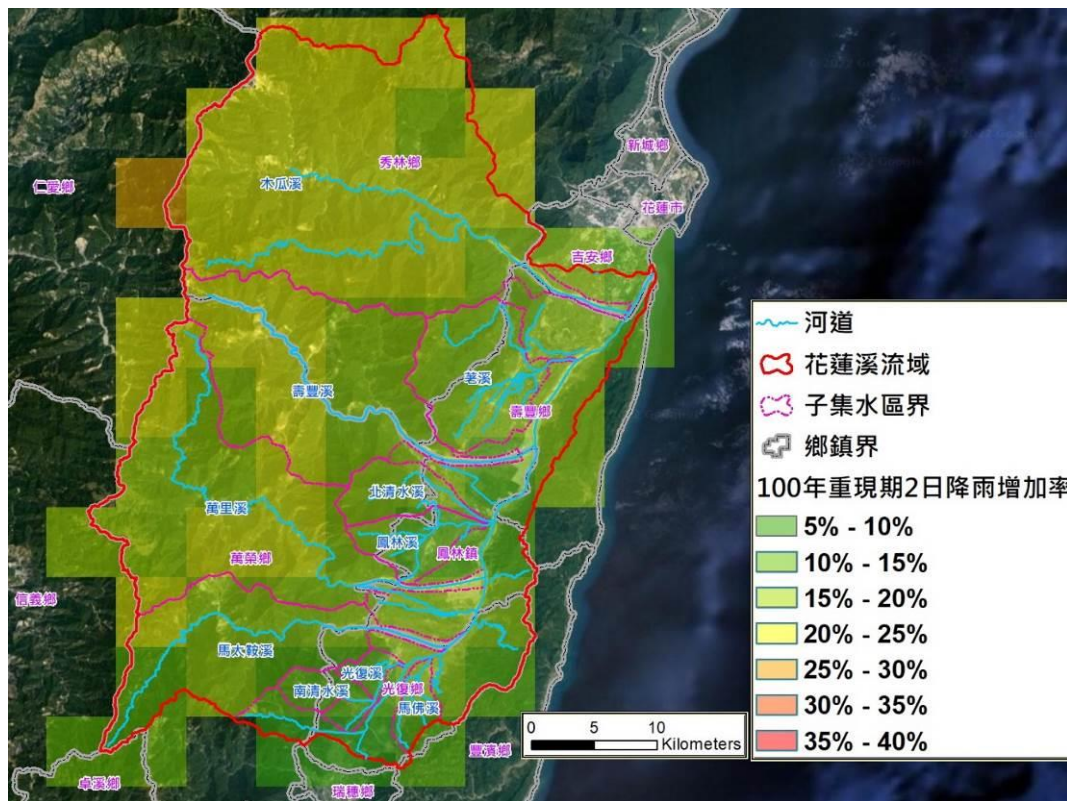 新城鄉
仁愛鄉
秀林鄉
木瓜溪
花蓮市
吉安鄉
壽豐溪
荖溪
壽豐鄉
北清水溪
萬里溪
鳳林溪
鳳林鎮
萬榮鄉
信義鄉
馬太鞍溪
光復溪
南清水溪
光復鄉
馬佛溪
豐濱鄉
卓溪鄉
瑞穗鄉
河道
花蓮溪流域
子集水區界
鄉鎮界
100年重現期2日降雨增加率
5% - 10%
10% - 15%
15% - 20%
20% - 25%
25% - 30%
30% - 35%
35% - 40%
0 5 10
Kilometers